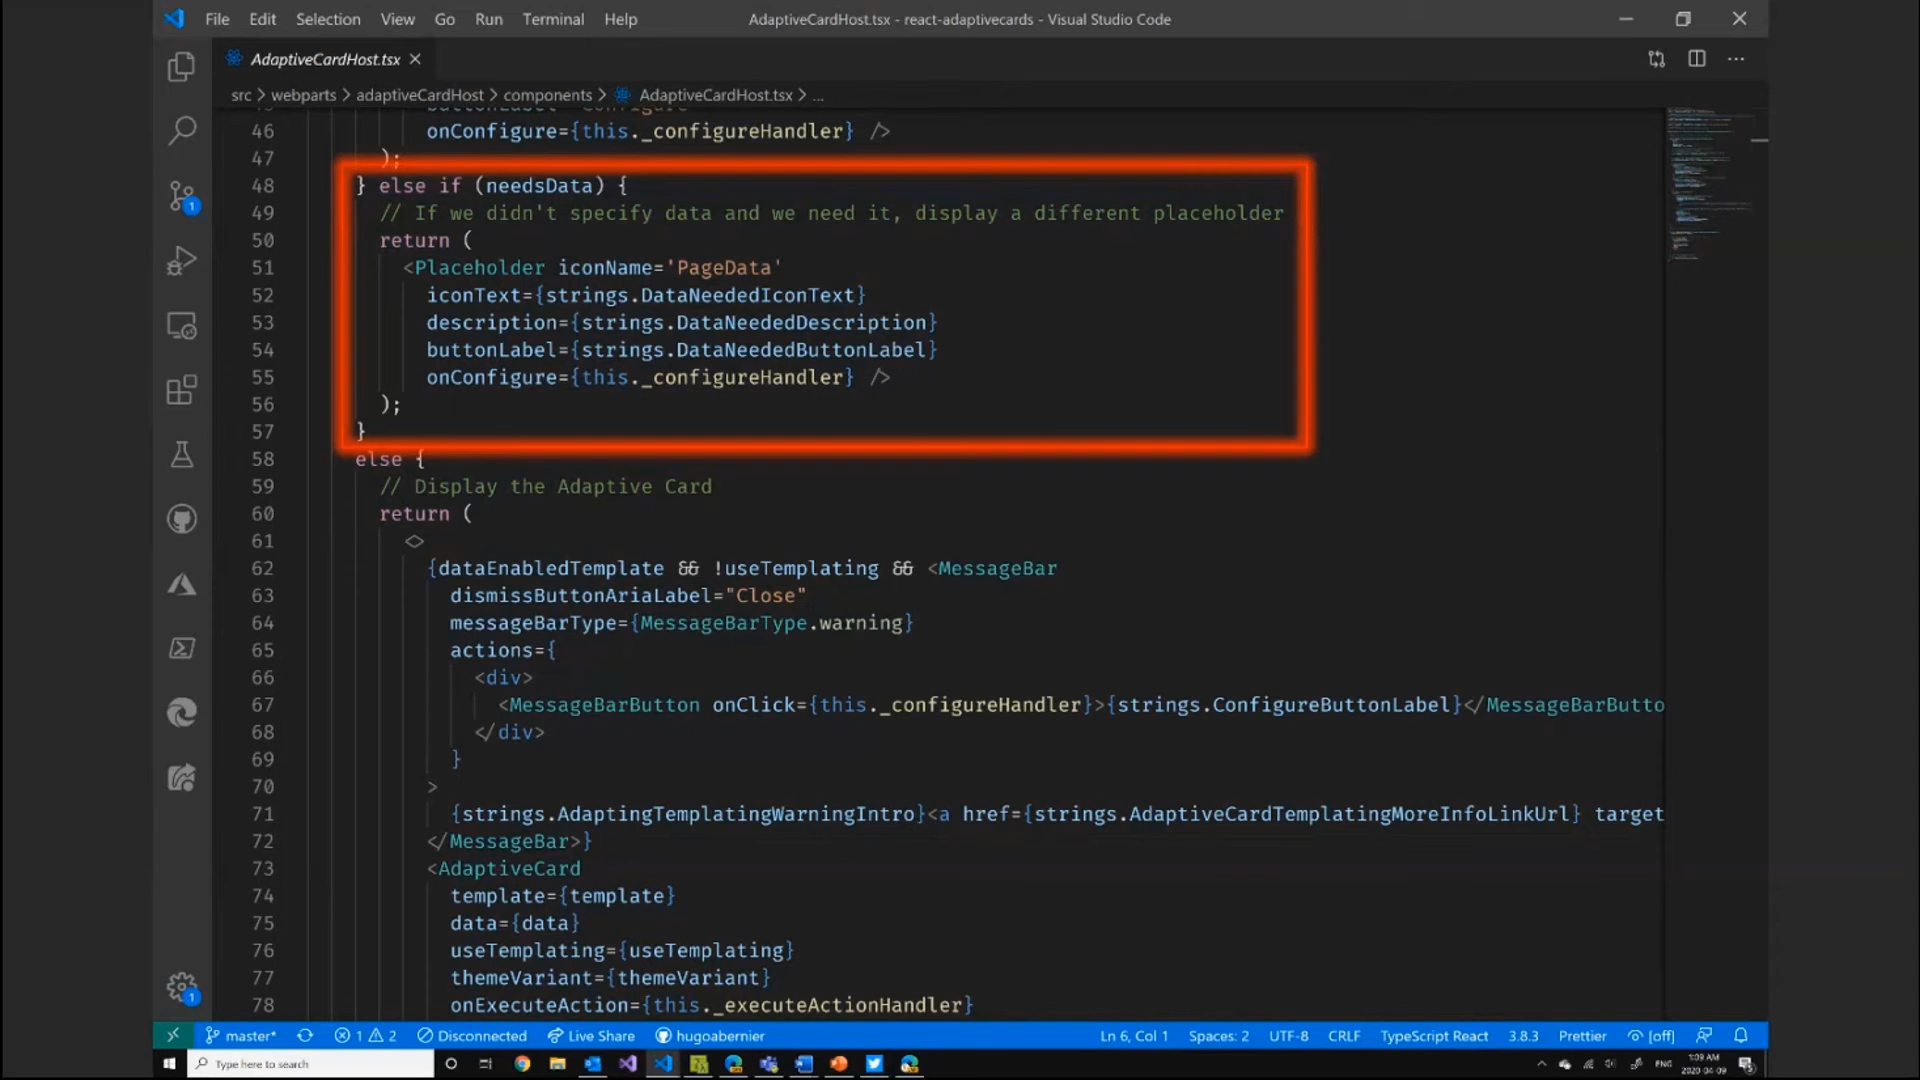 File Edit Selection View Go Run Terminal Help AdaptiveCardHost.tsx - react-adaptivecards - Visual Studio Code
AdaptiveCardHost.tsx
src > webparts > adaptiveCardHost > components > AdaptiveCardHost.tsx > ...
46 onConfigure={this._configureHandler} />
47 );
48 } else if (needsData) {
49 // If we didn't specify data and we need it, display a different placeholder
50 return (
51 <Placeholder iconName='PageData'
52 iconText={strings.DataNeededIconText}
53 description={strings.DataNeededDescription}
54 buttonLabel={strings.DataNeededButtonLabel}
55 onConfigure={this._configureHandler} />
56 );
57 }
58 else {
59 // Display the Adaptive Card
60 return (
61 <>
62 {dataEnabledTemplate && !useTemplating && <MessageBar
63 dismissButtonAriaLabel="Close"
64 messageBarType={MessageBarType.warning}
65 actions={
66 <div>
67 <MessageBarButton onClick={this._configureHandler}>{strings.ConfigureButtonLabel}</MessageBarButto
68 </div>
69 }
70 >
71 {strings.AdaptingTemplatingWarningIntro}<a href={strings.AdaptiveCardTemplatingMoreInfoLinkUrl} target
72 </MessageBar>}
73 <AdaptiveCard
74 template={template}
75 data={data}
76 useTemplating={useTemplating}
77 themeVariant={themeVariant}
78 onExecuteAction={this._executeActionHandler}
master* 1 2 Disconnected Live Share hugoabernier Ln 6, Col 1 Spaces: 2 UTF-8 CRLF TypeScript React 3.8.3 Prettier [off]
Type here to search ENG 1:09 AM
2020-04-09